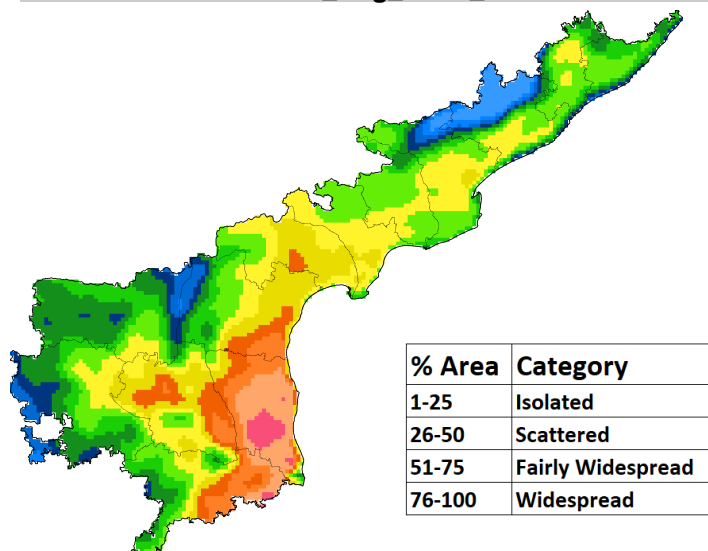 % Area Category
1-25 Isolated
26-50 Scattered
51-75 Fairly Widespread
76-100 Widespread